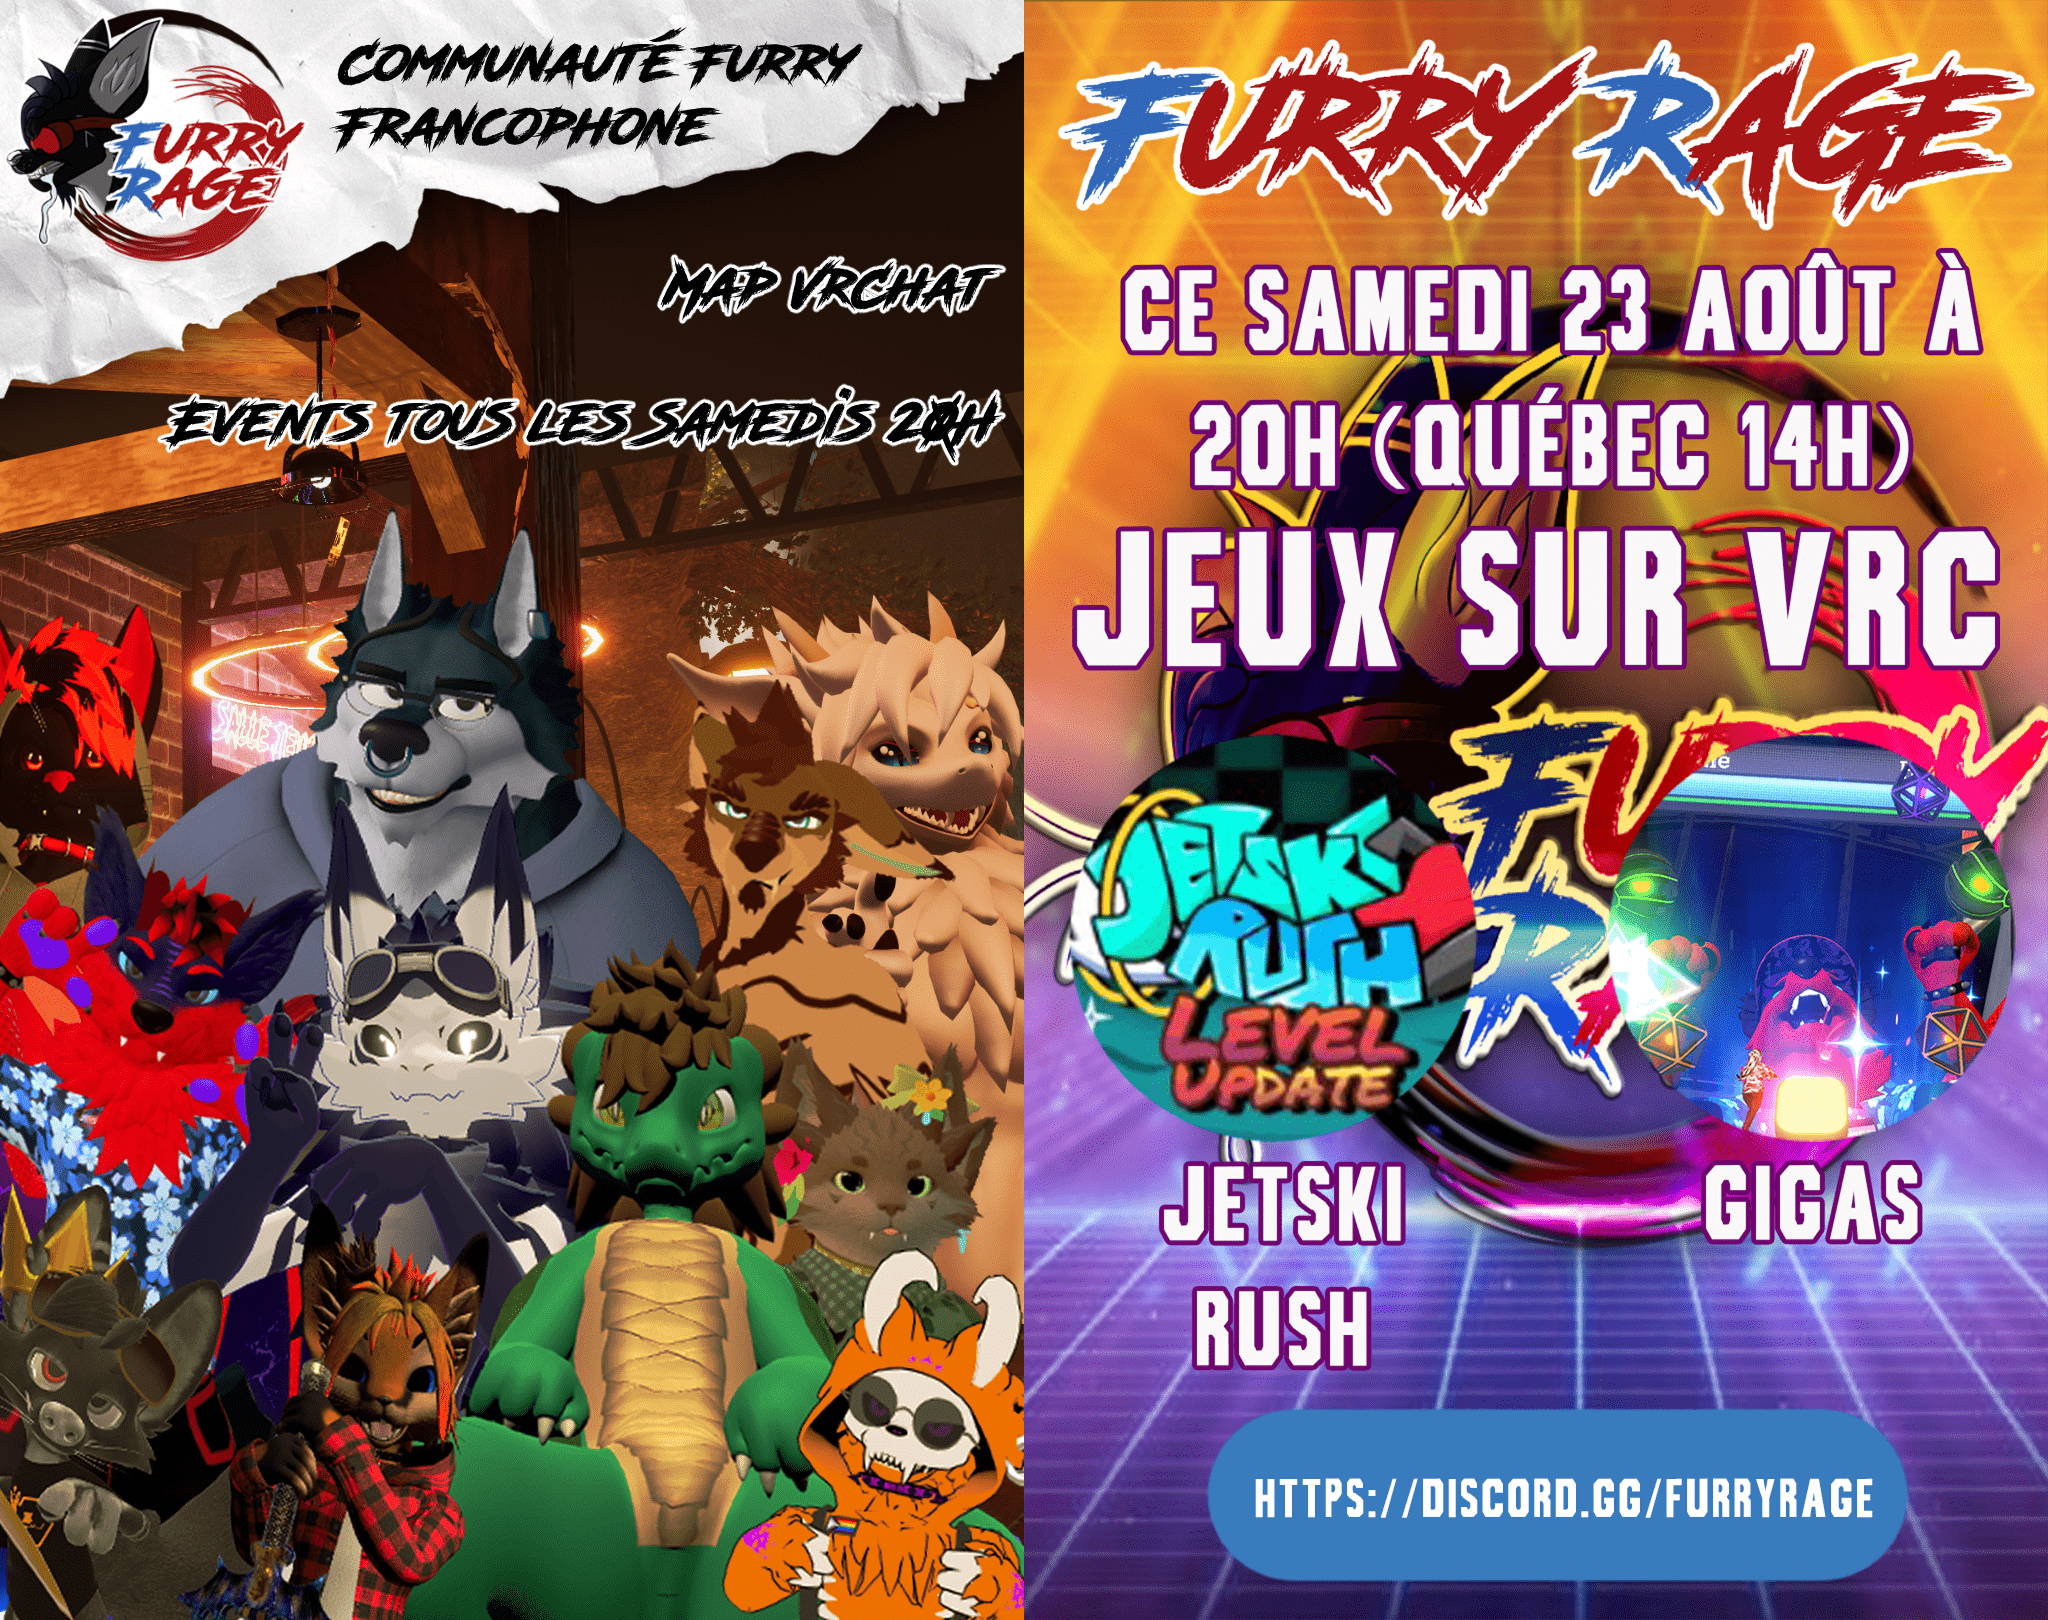 FURRY
RAGE
COMMUNAUTÉ FURRY
FRANCOPHONE
MAP VRCHAT
EVENTS TOUS LES SAMEDIS 20H
FURRY RAGE
CE SAMEDI 23 AOÛT À
20H (QUÉBEC 14H)
JEUX SUR VRC
JETSKI
RUSH
LEVEL
UPDATE
JETSKI
RUSH
GIGAS
HTTPS://DISCORD.GG/FURRYRAGE